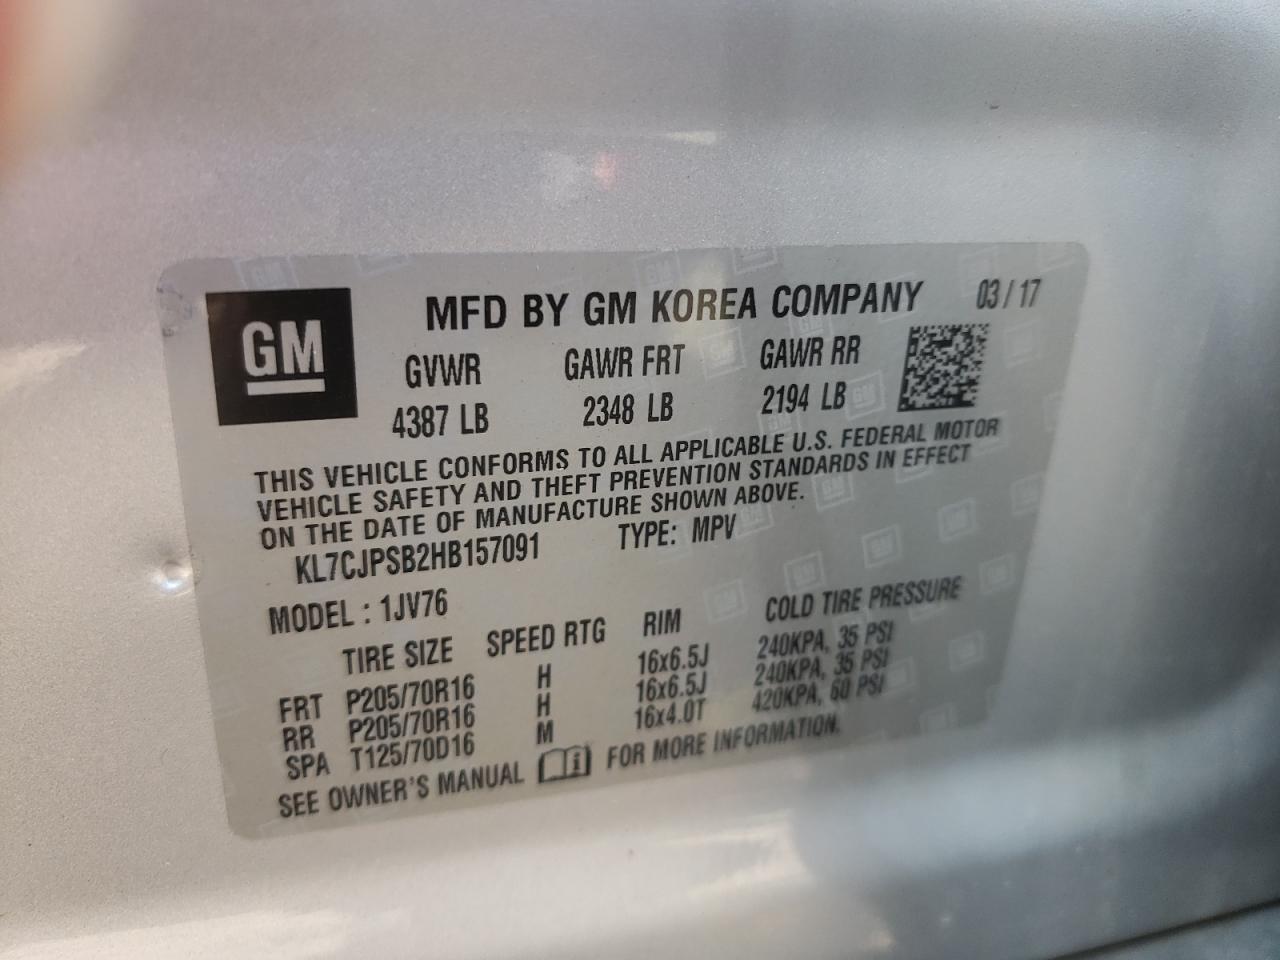 GM
MFD BY GM KOREA COMPANY 03/17
GVWR GAWR FRT GAWR RR
4387 LB 2348 LB 2194 LB
THIS VEHICLE CONFORMS TO ALL APPLICABLE U.S. FEDERAL MOTOR
VEHICLE SAFETY AND THEFT PREVENTION STANDARDS IN EFFECT
ON THE DATE OF MANUFACTURE SHOWN ABOVE.
KL7CJPSB2HB157091 TYPE: MPV
MODEL : 1JV76
TIRE SIZE SPEED RTG RIM COLD TIRE PRESSURE
FRT P205/70R16 H 16x6.5J 240KPA, 35 PSI
RR P205/70R16 H 16x6.5J 240KPA, 35 PSI
SPA T125/70D16 M 16x4.0T 420KPA, 60 PSI
SEE OWNER'S MANUAL FOR MORE INFORMATION.